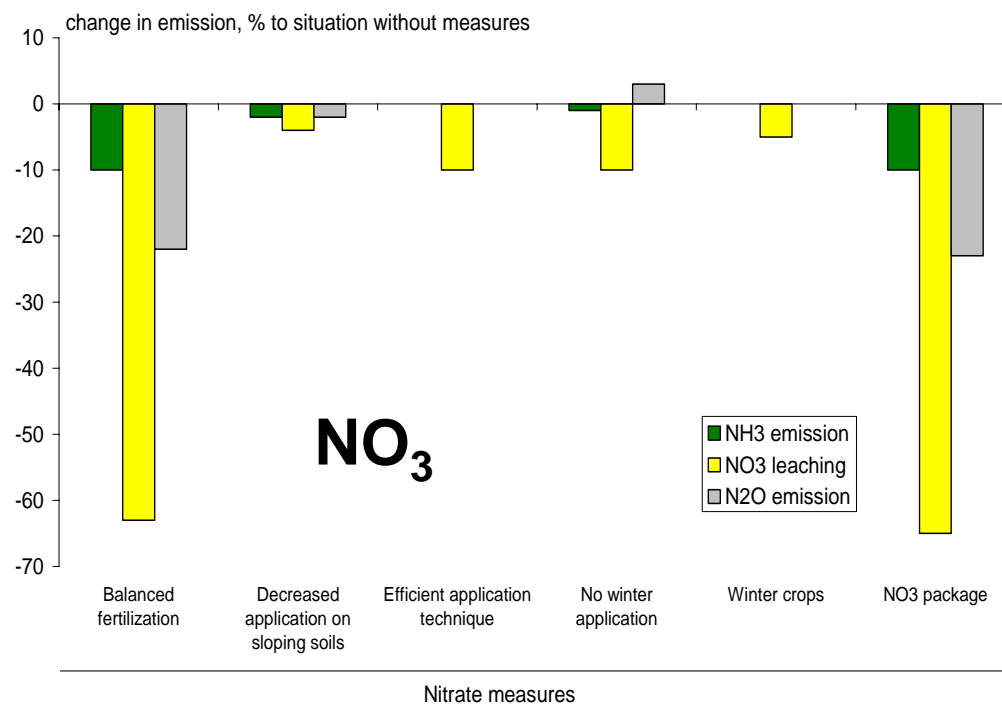 change in emission, % to situation without measures
10
0
-10
-20
-30
-40
-50
-60
-70
NO₃
NH3 emission
NO3 leaching
N2O emission
Balanced
fertilization
Decreased
application on
sloping soils
Efficient application
technique
No winter
application
Winter crops
NO3 package
Nitrate measures